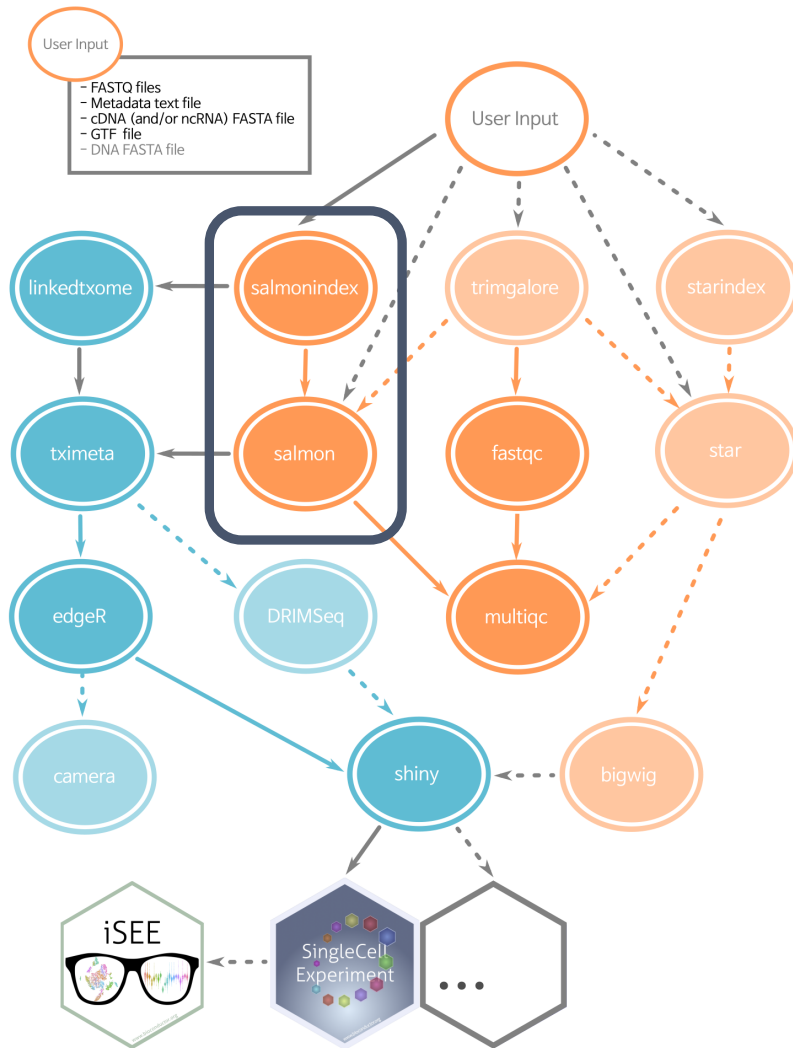 User Input
- FASTQ files
- Metadata text file
- cDNA (and/or ncRNA) FASTA file
- GTF file
- DNA FASTA file
User Input
linkedtxome
salmonindex
trimgalore
starindex
tximeta
salmon
fastqc
star
edgeR
DRIMSeq
multiqc
camera
shiny
bigwig
iSEE
SingleCell
Experiment
...